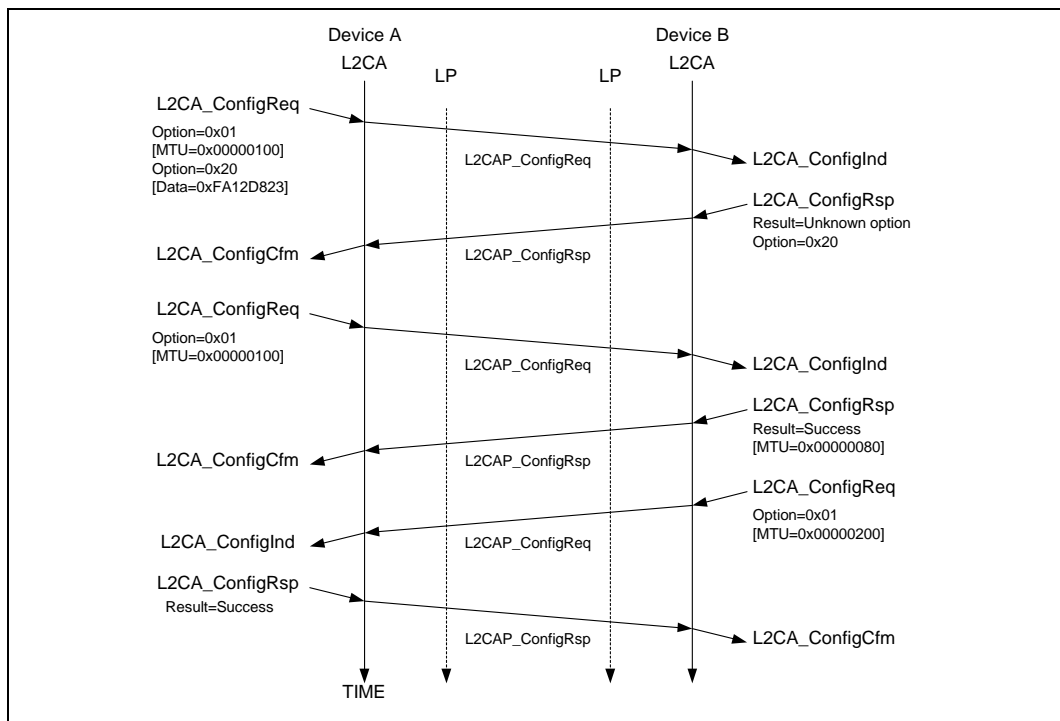 Device A
L2CA
LP
LP
Device B
L2CA
L2CA_ConfigReq
Option=0x01
[MTU=0x00000100]
Option=0x20
[Data=0xFA12D823]
L2CAP_ConfigReq
L2CA_ConfigInd
L2CA_ConfigRsp
Result=Unknown option
Option=0x20
L2CAP_ConfigRsp
L2CA_ConfigCfm
L2CA_ConfigReq
Option=0x01
[MTU=0x00000100]
L2CAP_ConfigReq
L2CA_ConfigInd
L2CA_ConfigRsp
Result=Success
[MTU=0x00000080]
L2CAP_ConfigRsp
L2CA_ConfigCfm
L2CA_ConfigReq
Option=0x01
[MTU=0x00000200]
L2CAP_ConfigReq
L2CA_ConfigInd
L2CA_ConfigRsp
Result=Success
L2CAP_ConfigRsp
L2CA_ConfigCfm
TIME